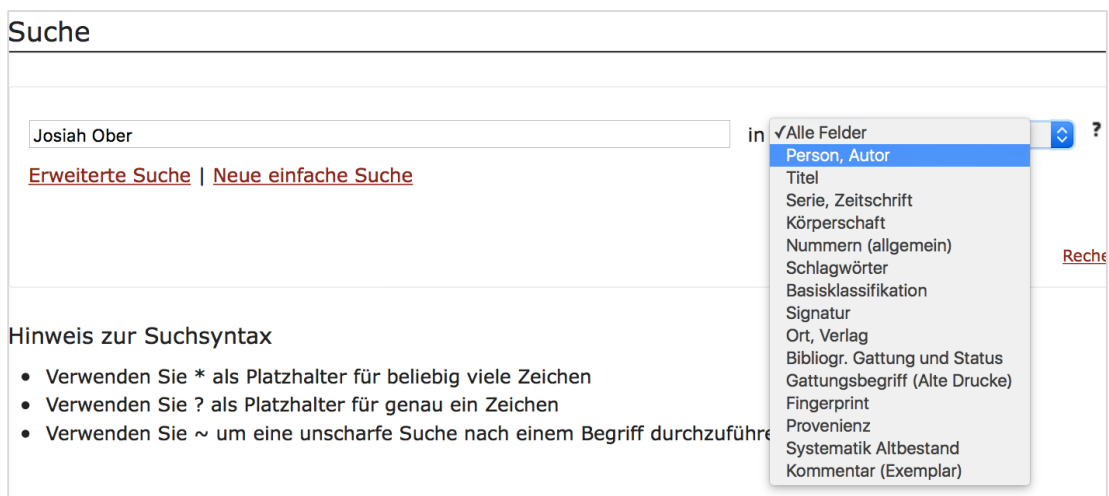 Suche
Josiah Ober in ✓Alle Felder ?
Person, Autor
Titel
Serie, Zeitschrift
Körperschaft
Nummern (allgemein)
Schlagwörter
Basisklassifikation
Signatur
Ort, Verlag
Bibliogr. Gattung und Status
Gattungsbegriff (Alte Drucke)
Fingerprint
Provenienz
Systematik Altbestand
Kommentar (Exemplar)
Erweiterte Suche | Neue einfache Suche
Reche
Hinweis zur Suchsyntax
• Verwenden Sie * als Platzhalter für beliebig viele Zeichen
• Verwenden Sie ? als Platzhalter für genau ein Zeichen
• Verwenden Sie ~ um eine unscharfe Suche nach einem Begriff durchzuführe